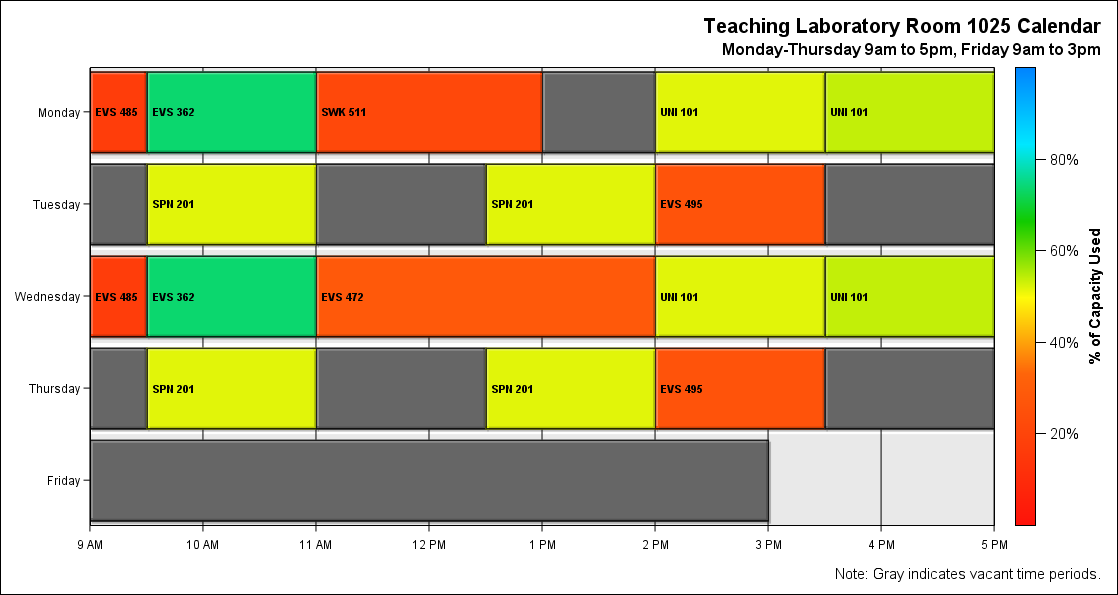 Teaching Laboratory Room 1025 Calendar
Monday-Thursday 9am to 5pm, Friday 9am to 3pm
Monday
EVS 485
EVS 362
SWK 511
UNI 101
UNI 101
Tuesday
SPN 201
SPN 201
EVS 495
Wednesday
EVS 485
EVS 362
EVS 472
UNI 101
UNI 101
Thursday
SPN 201
SPN 201
EVS 495
Friday
9 AM
10 AM
11 AM
12 PM
1 PM
2 PM
3 PM
4 PM
5 PM
80%
60%
40%
20%
% of Capacity Used
Note: Gray indicates vacant time periods.